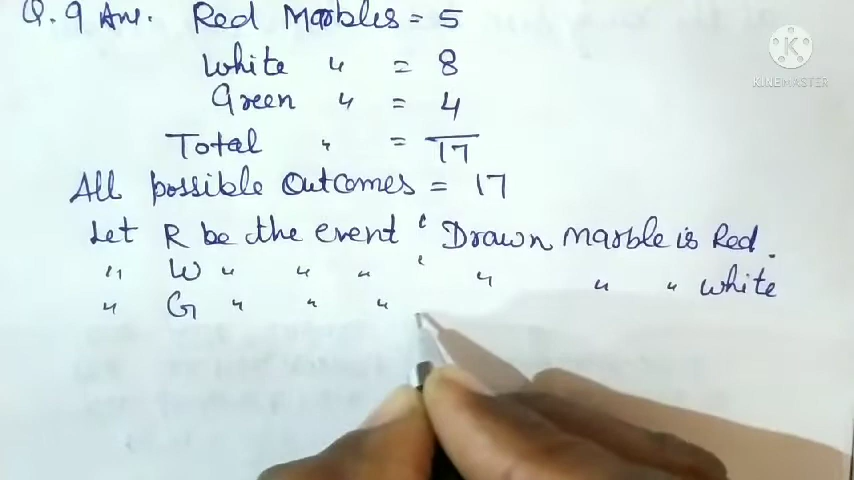 Q.9 Ans. Red Marbles = 5
White " = 8
Green " = 4
Total " = 17
All possible Outcomes = 17
Let R be the event ' Drawn marble is Red.
" W " " " ' " " " white
" G " " "
K
KINEMASTER